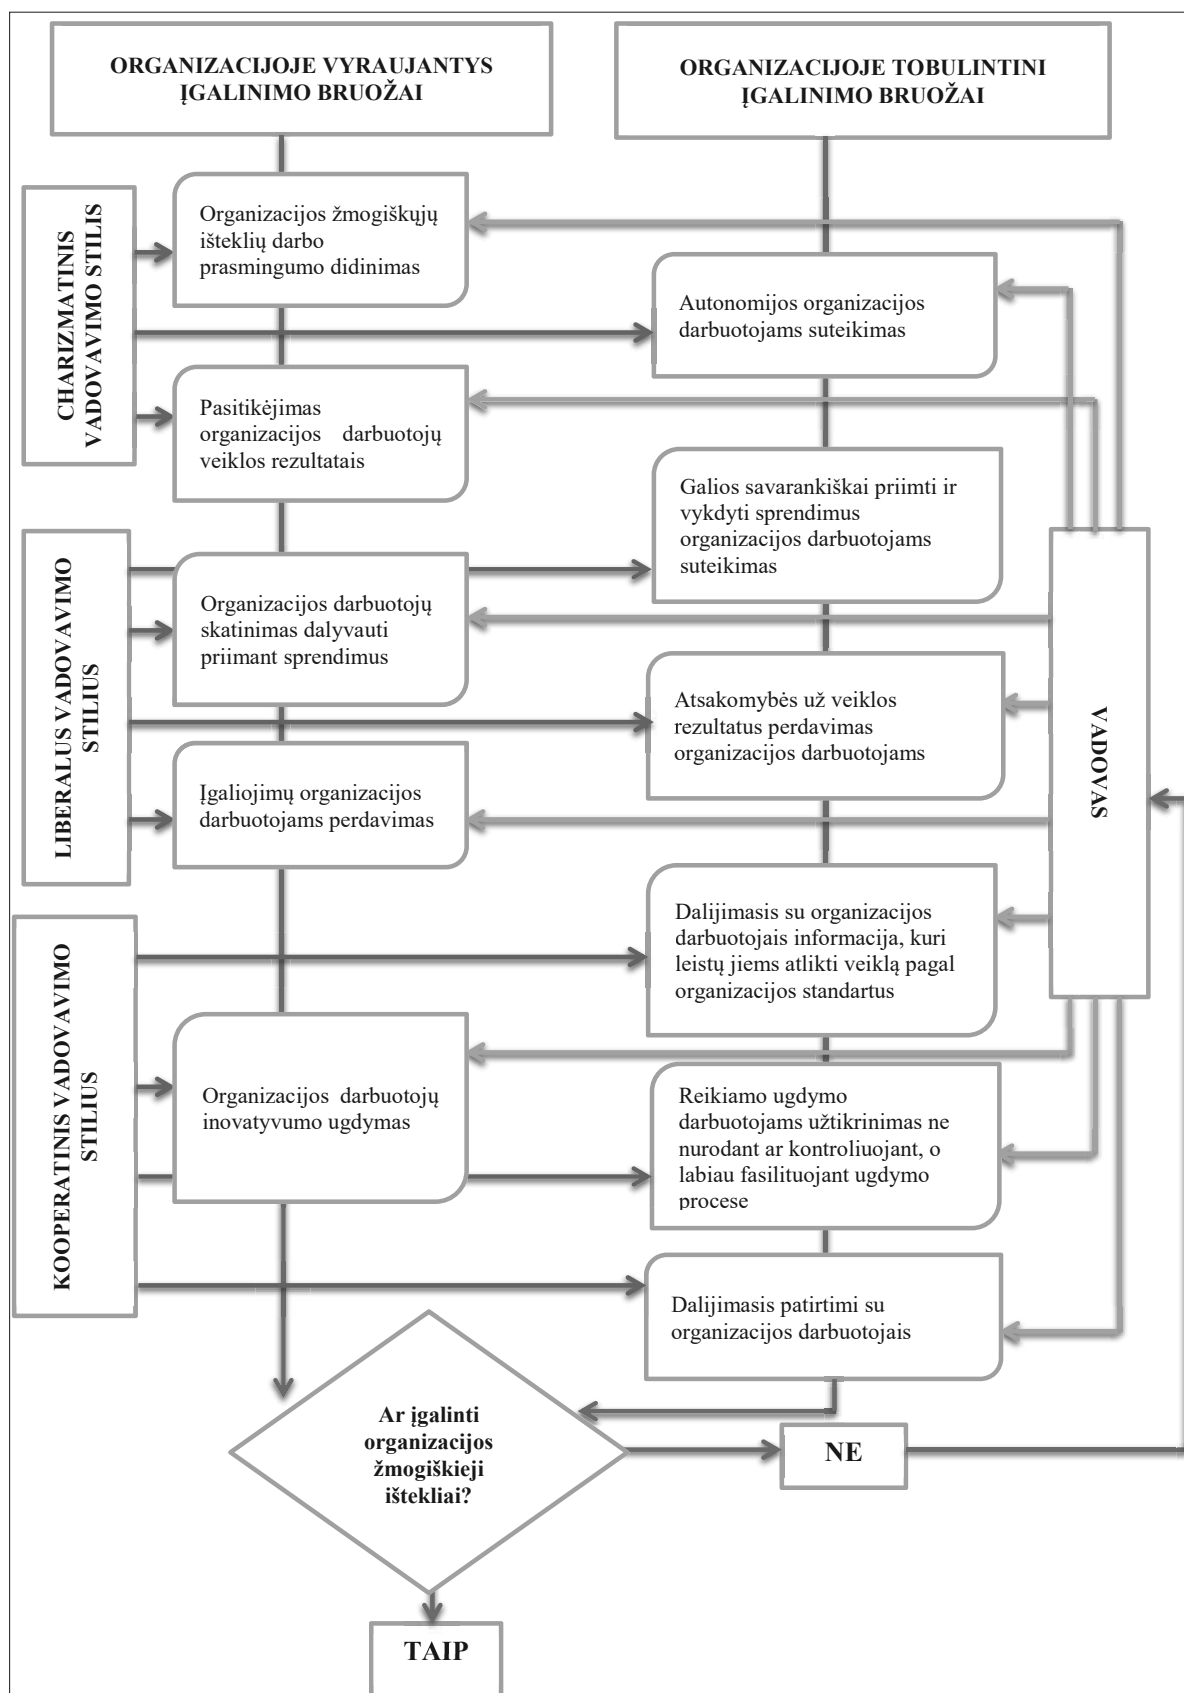 ORGANIZACIJOJE VYRAUJANTYS
ĮGALINIMO BRUOŽAI
ORGANIZACIJOJE TOBULINTINI
ĮGALINIMO BRUOŽAI
CHARIZMATINIS
VADOVAVIMO STILIS
Organizacijos žmogiškųjų
išteklių darbo
prasmingumo didinimas
Autonomijos organizacijos
darbuotojams suteikimas
Pasitikėjimas
organizacijos darbuotojų
veiklos rezultatais
Galios savarankiškai priimti ir
vykdyti sprendimus
organizacijos darbuotojams
suteikimas
LIBERALUS VADOVAVIMO
STILIUS
Organizacijos darbuotojų
skatinimas dalyvauti
priimant sprendimus
Atsakomybės už veiklos
rezultatus perdavimas
organizacijos darbuotojams
VADOVAS
Įgaliojimų organizacijos
darbuotojams perdavimas
Dalijimasis su organizacijos
darbuotojais informacija, kuri
leistų jiems atlikti veiklą pagal
organizacijos standartus
KOOPERATINIS VADOVAVIMO
STILIUS
Organizacijos darbuotojų
inovatyvumo ugdymas
Reikiamo ugdymo
darbuotojams užtikrinimas ne
nurodant ar kontroliuojant, o
labiau fasilituojant ugdymo
procese
Dalijimasis patirtimi su
organizacijos darbuotojais
Ar įgalinti
organizacijos
žmogiškieji
ištekliai?
NE
TAIP